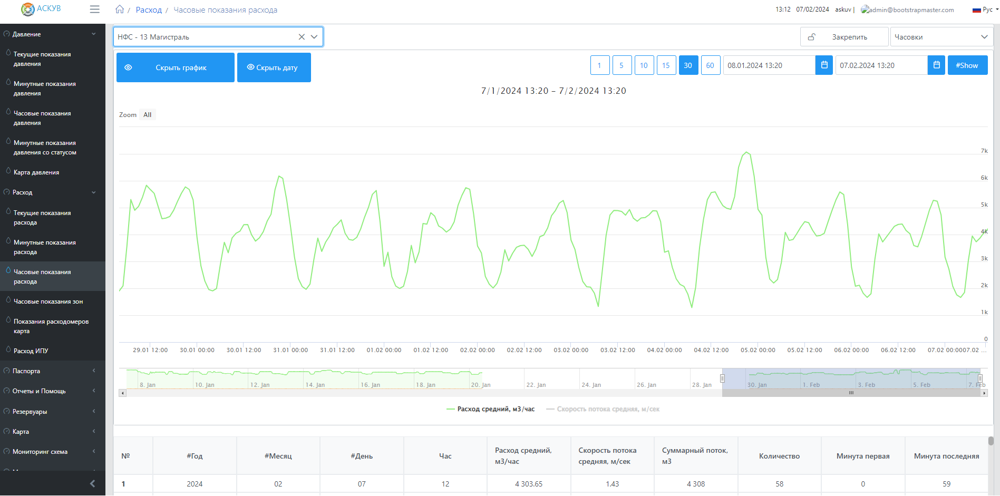 АСКУВ
/ Расход / Часовые показания расхода
13:12 07/02/2024 askuv | admin@bootstrapmaster.com Рус
Давление
Текущие показания
давления
Минутные показания
давления
Часовые показания
давления
Минутные показания
давления со статусом
Карта давления
Расход
Текущие показания
расхода
Минутные показания
расхода
Часовые показания
расхода
Часовые показания зон
Показания расходомеров
карта
Расход ИПУ
Паспорта
Отчеты и Помощь
Резервуары
Карта
Мониторинг схема
НФС - 13 Магистраль
Закрепить
Часовки
Скрыть график
Скрыть дату
1 5 10 15 30 60 08.01.2024 13:20 07.02.2024 13:20 #Show
7/1/2024 13:20 – 7/2/2024 13:20
Zoom All
7k
6k
5k
4k
3k
2k
1k
0
29.01 12:00 30.01 00:00 30.01 12:00 31.01 00:00 31.01 12:00 01.02 00:00 01.02 12:00 02.02 00:00 02.02 12:00 03.02 00:00 03.02 12:00 04.02 00:00 04.02 12:00 05.02 00:00 05.02 12:00 06.02 00:00 06.02 12:00 07.02 00:00 07.02 ...
8. Jan 10. Jan 12. Jan 14. Jan 16. Jan 18. Jan 20. Jan 22. Jan 24. Jan 26. Jan 28. Jan 30. Jan 1. Feb 3. Feb 5. Feb 7. Feb
Расход средний, м3/час Скорость потока средняя, м/сек
№ #Год #Месяц #День Час Расход средний, м3/час Скорость потока средняя, м/сек Суммарный поток, м3 Количество Минута первая Минута последняя
1 2024 02 07 12 4 303.65 1.43 4 308 58 0 59